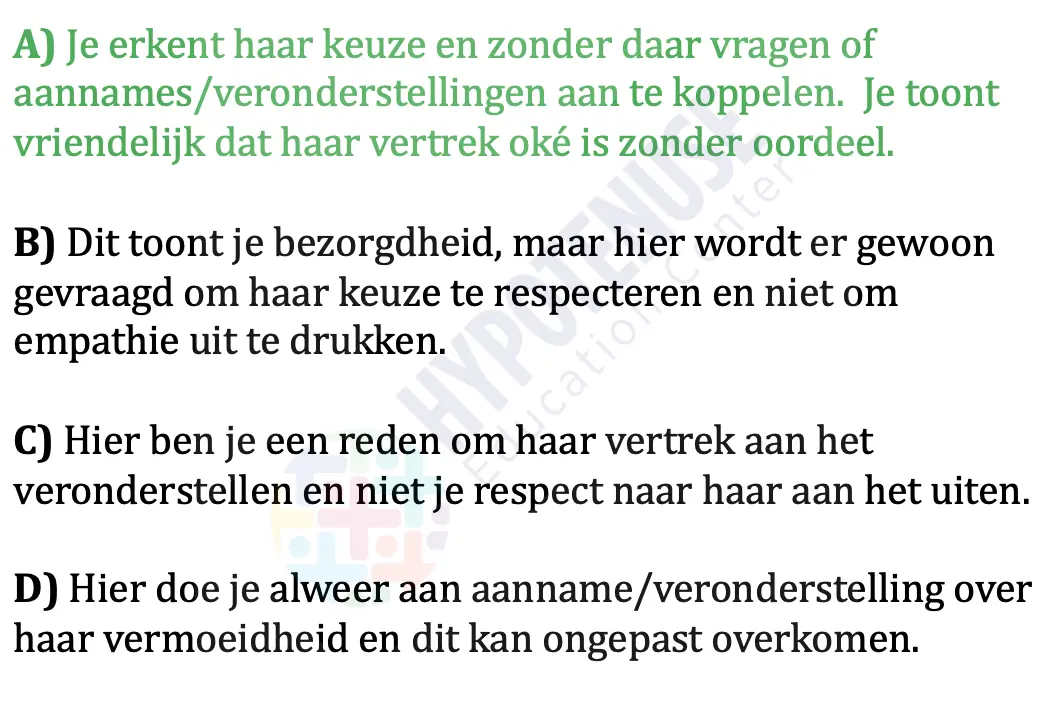 A) Je erkent haar keuze en zonder daar vragen of
aannames/veronderstellingen aan te koppelen. Je toont
vriendelijk dat haar vertrek oké is zonder oordeel.
B) Dit toont je bezorgdheid, maar hier wordt er gewoon
gevraagd om haar keuze te respecteren en niet om
empathie uit te drukken.
C) Hier ben je een reden om haar vertrek aan het
veronderstellen en niet je respect naar haar aan het uiten.
D) Hier doe je alweer aan aanname/veronderstelling over
haar vermoeidheid en dit kan ongepast overkomen.
HYPOTENUSE
Education Center